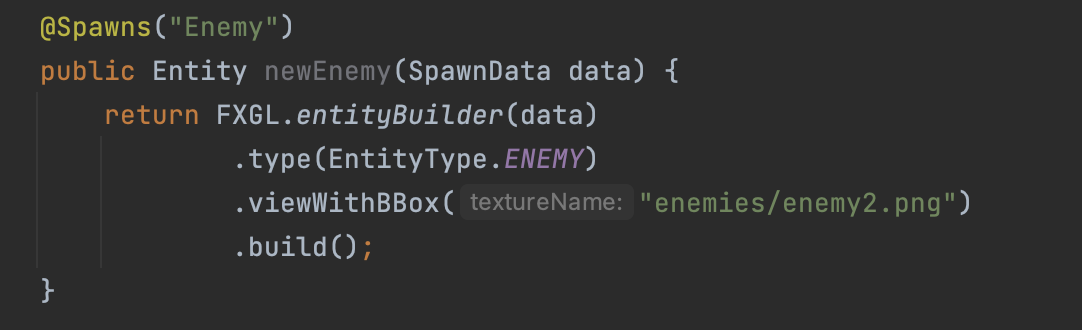 @Spawns("Enemy")
public Entity newEnemy(SpawnData data) {
return FXGL.entityBuilder(data)
.type(EntityType.ENEMY)
.viewWithBBox( textureName: "enemies/enemy2.png")
.build();
}